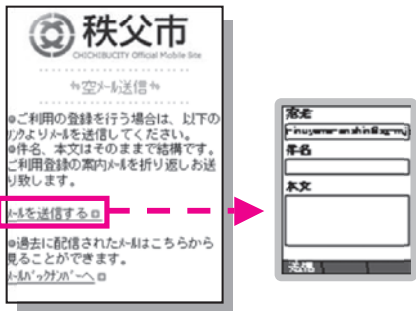 秩父市
CHICHIBUCITY Official Mobile Site
空ﾒｰﾙ送信
●ご利用の登録を行う場合は、以下の
ﾘﾝｸよりﾒｰﾙを送信してください。
●件名、本文はそのままで結構です。
ご利用登録の案内ﾒｰﾙを折り返しお送
り致します。
ﾒｰﾙを送信する
●過去に配信されたﾒｰﾙはこちらから
見ることができます。
ﾒｰﾙﾊﾞｯｸﾅﾝﾊﾞｰへ
宛先
件名
本文
送信